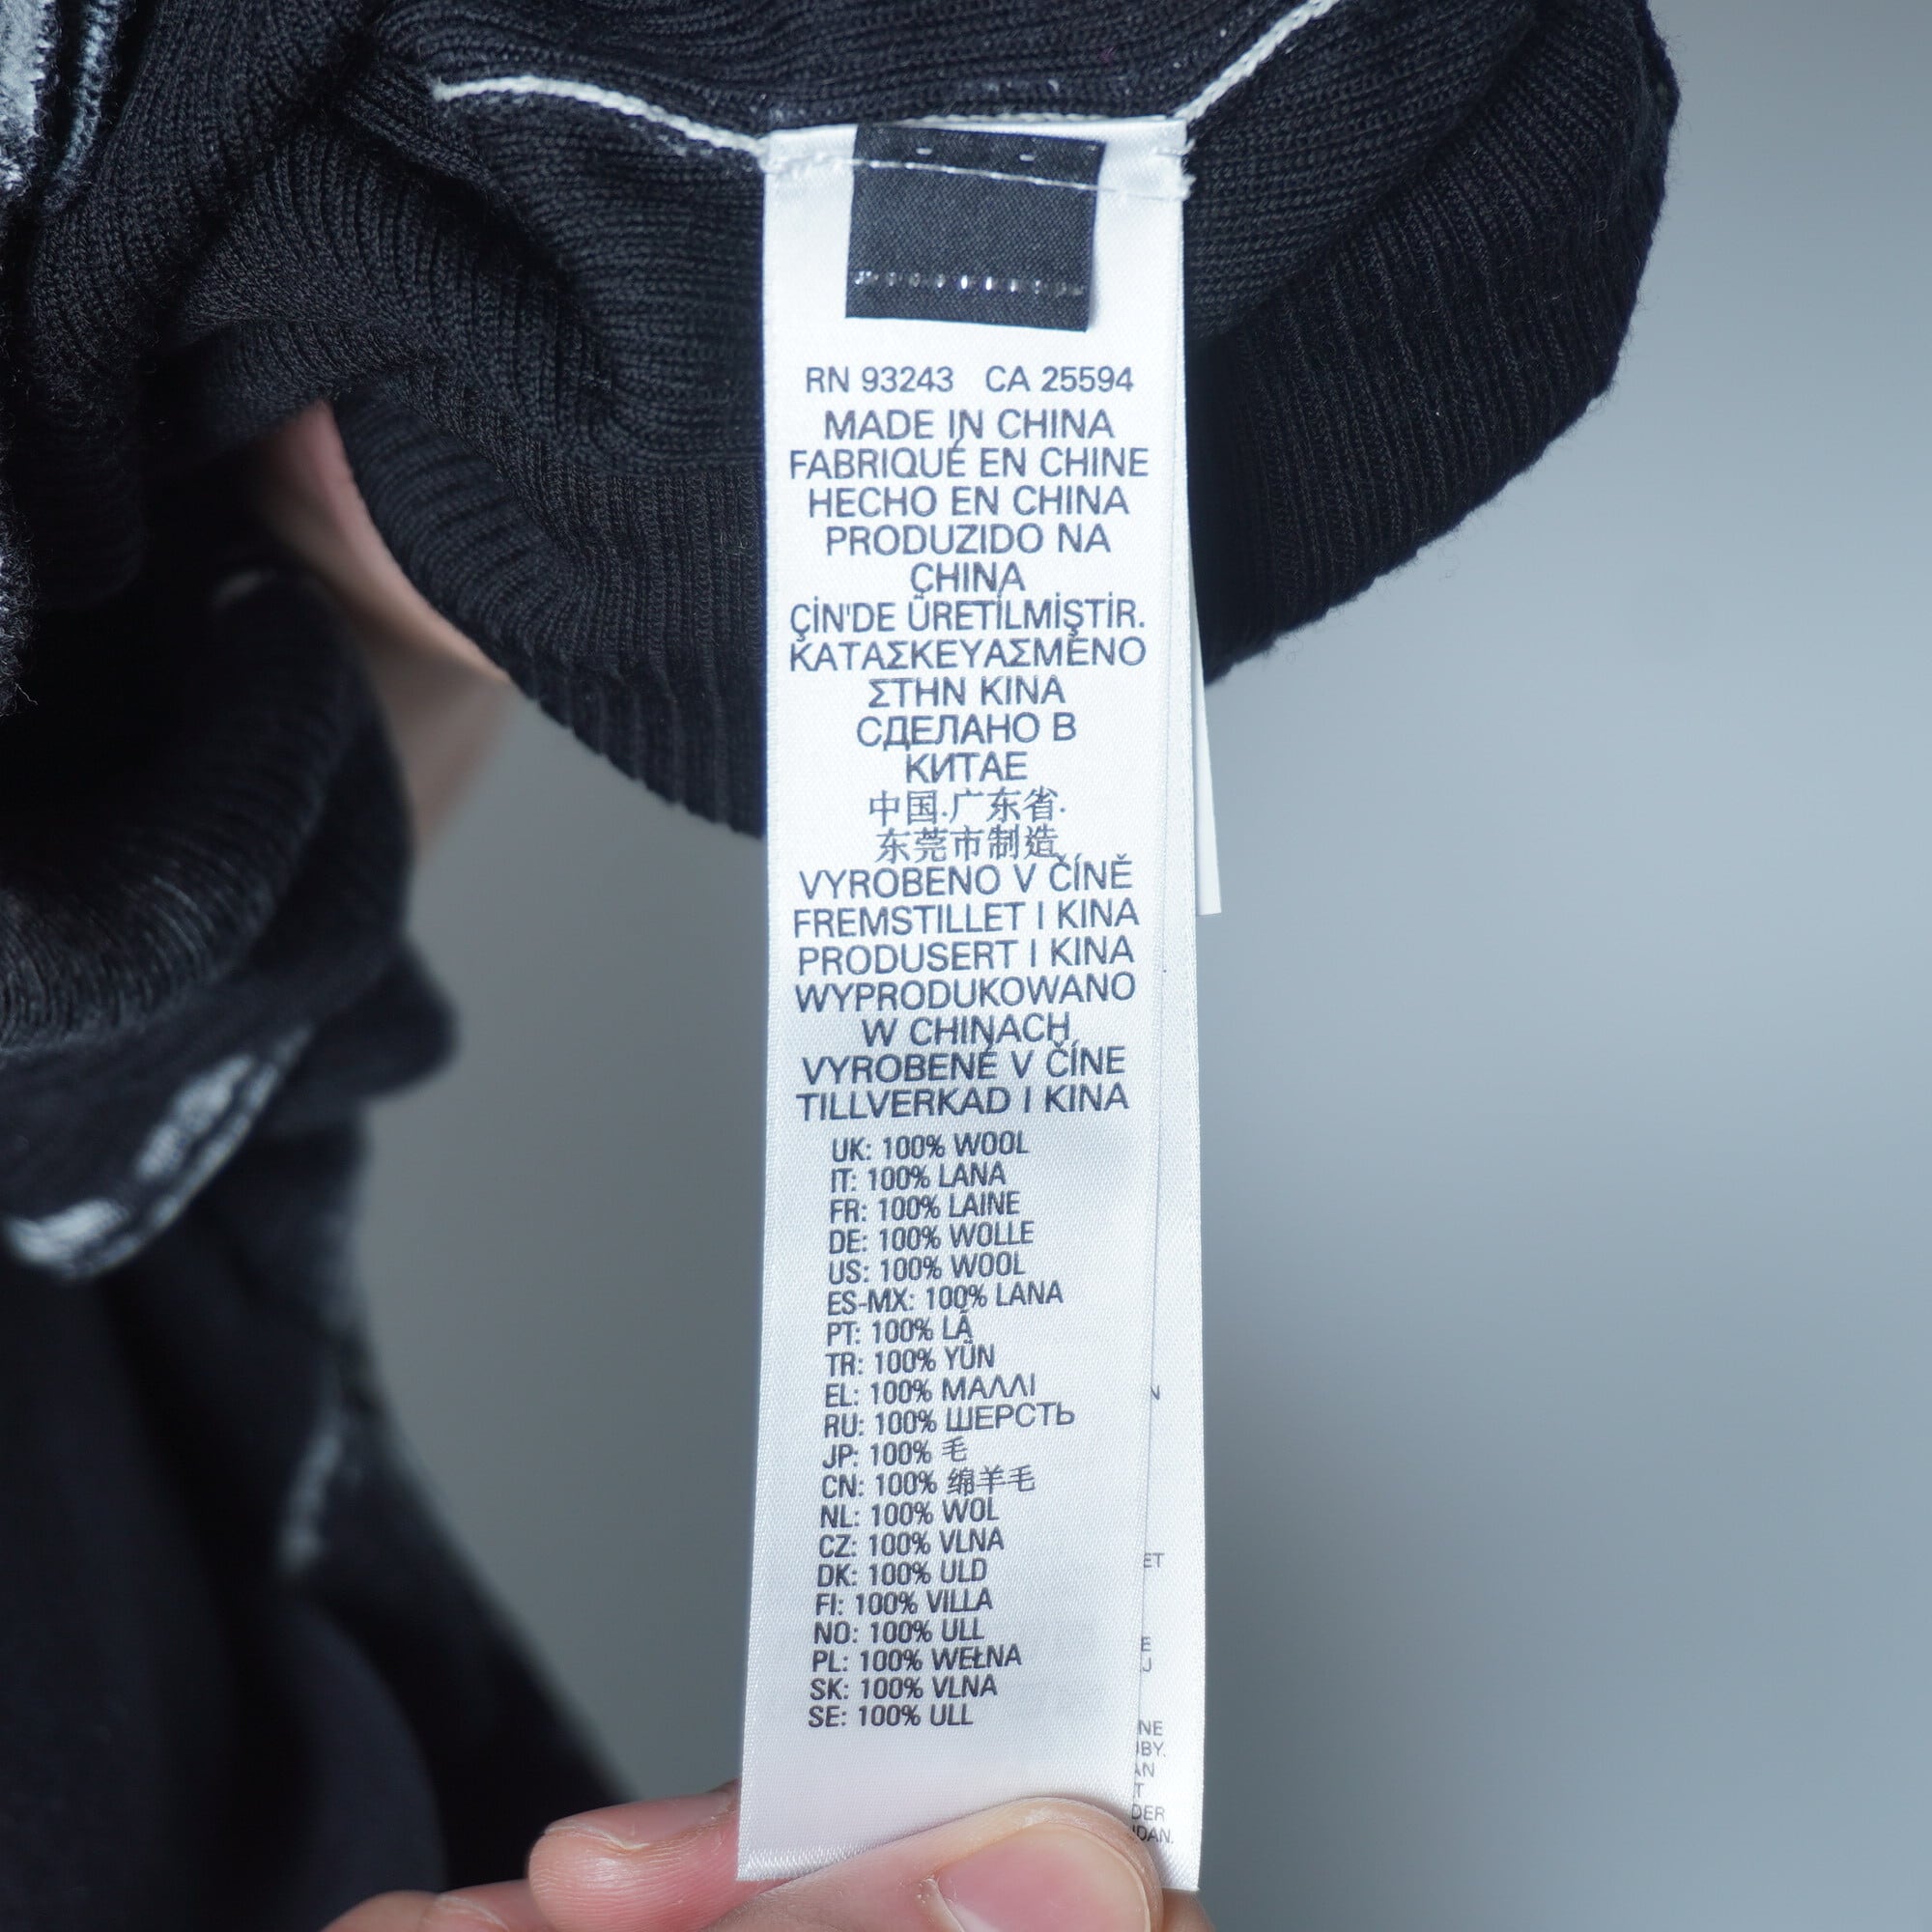 RN 93243 CA 25594
MADE IN CHINA
FABRIQUÉ EN CHINE
HECHO EN CHINA
PRODUZIDO NA
CHINA
ÇİN'DE ÜRETİLMİŞTİR.
ΚΑΤΑΣΚΕΥΑΣΜΈΝΟ
ΣΤΗΝ ΚΙΝΑ
СДЕЛАНО В
КИТАЕ
中国.广东省.
东莞市制造
VYROBENO V ČÍNĚ
FREMSTILLET I KINA
PRODUSERT I KINA
WYPRODUKOWANO
W CHINACH
VYROBENÉ V ČÍNE
TILLVERKAD I KINA
UK: 100% WOOL
IT: 100% LANA
FR: 100% LAINE
DE: 100% WOLLE
US: 100% WOOL
ES-MX: 100% LANA
PT: 100% LÃ
TR: 100% YÜN
EL: 100% ΜΑΛΛΙ
RU: 100% ШЕРСТЬ
JP: 100% 毛
CN: 100% 绵羊毛
NL: 100% WOL
CZ: 100% VLNA
DK: 100% ULD
FI: 100% VILLA
NO: 100% ULL
PL: 100% WEŁNA
SK: 100% VLNA
SE: 100% ULL